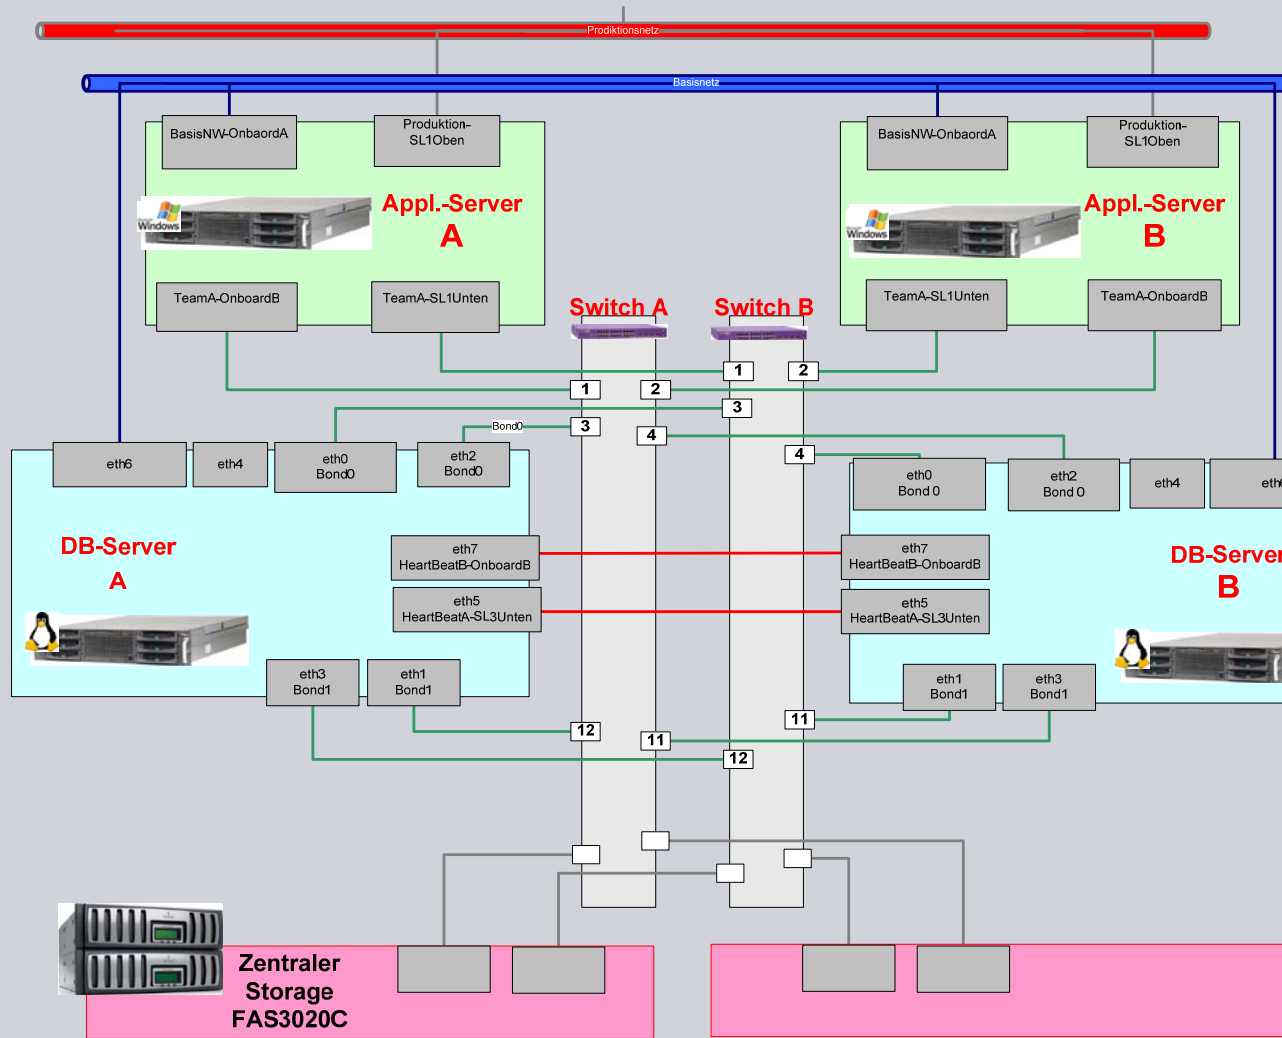 Prodiktionsnetz
Basisnetz
BasisNW-OnbaordA
Produktion-
SL1Oben
BasisNW-OnbaordA
Produktion-
SL1Oben
Windows
Appl.-Server
A
Windows
Appl.-Server
B
TeamA-OnboardB
TeamA-SL1Unten
TeamA-SL1Unten
TeamA-OnboardB
Switch A
Switch B
1
2
1
2
3
Bond0
3
4
4
eth6
eth4
eth0
Bond0
eth2
Bond0
eth0
Bond 0
eth2
Bond 0
eth4
DB-Server
A
eth7
HeartBeatB-OnboardB
eth7
HeartBeatB-OnboardB
DB-Server
B
eth5
HeartBeatA-SL3Unten
eth5
HeartBeatA-SL3Unten
eth3
Bond1
eth1
Bond1
eth1
Bond1
eth3
Bond1
11
12
11
12
Zentraler
Storage
FAS3020C